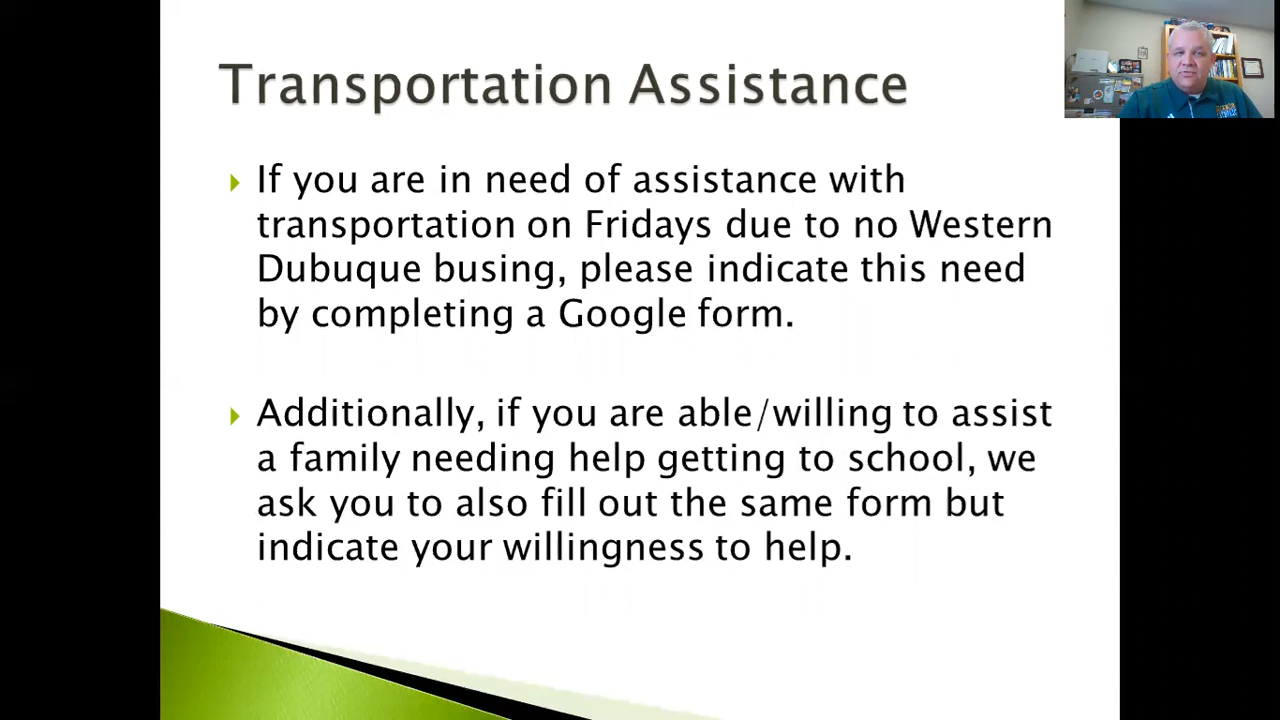 Transportation Assistance
If you are in need of assistance with
transportation on Fridays due to no Western
Dubuque busing, please indicate this need
by completing a Google form.
Additionally, if you are able/willing to assist
a family needing help getting to school, we
ask you to also fill out the same form but
indicate your willingness to help.